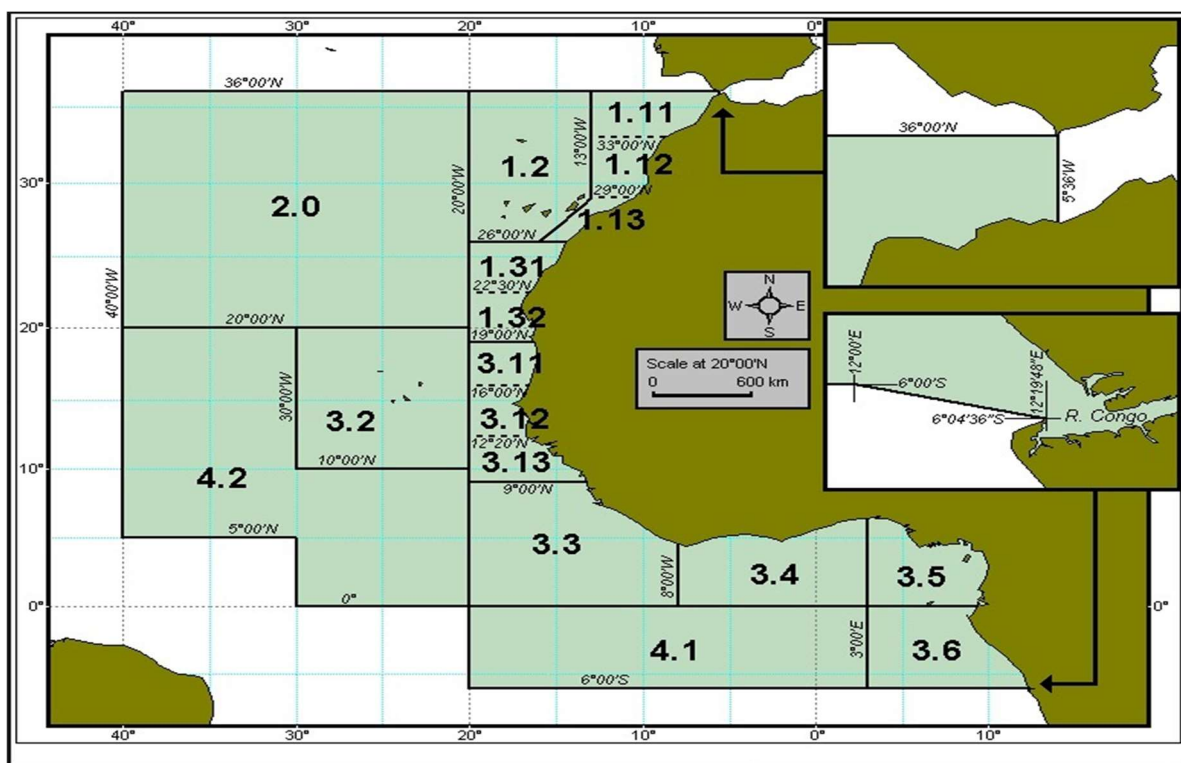 40° 30° 20° 10° 0°
36°00'N
36°00'N
1.11
13°00'W
33°00'N
1.2
1.12
5°36'W
30°
20°00'W
29°00'N
2.0
1.13
26°00'N
1.31
22°30'N
40°00'W
1.32
N
W E
S
20°
20°00'N
19°00'N
3.11
Scale at 20°00'N
0 600 km
12°00'E
12°19'48"E
6°00'S
16°00'N
30°00'W
3.2
3.12
6°04'36"S
R. Congo
12°20'N
3.13
10°
10°00'N
4.2
9°00'N
5°00'N
3.3
8°00'W
3.4
3.5
0°
0°
0°
4.1
3°00'E
3.6
6°00'S
40° 30° 20° 10° 0° 10°